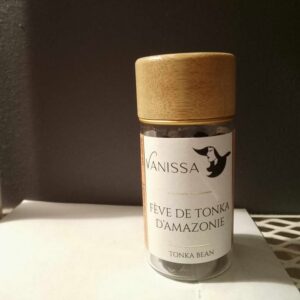 VANISSA
FÈVE DE TONKA
D'AMAZONIE
TONKA BEAN